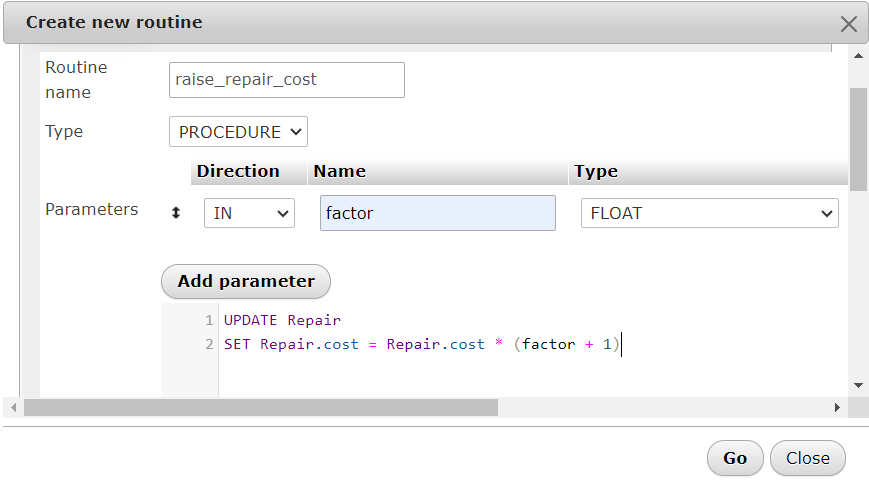 Create new routine
Routine name
raise_repair_cost
Type
PROCEDURE
Direction Name Type
Parameters
IN factor FLOAT
Add parameter
1 UPDATE Repair
2 SET Repair.cost = Repair.cost * (factor + 1)
Go Close